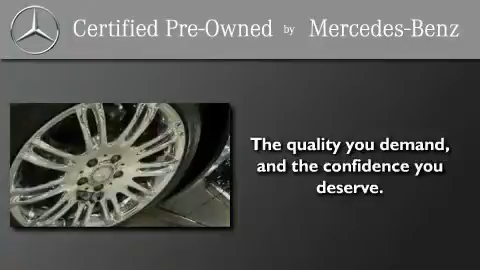 Certified Pre-Owned by Mercedes-Benz
The quality you demand,
and the confidence you
deserve.